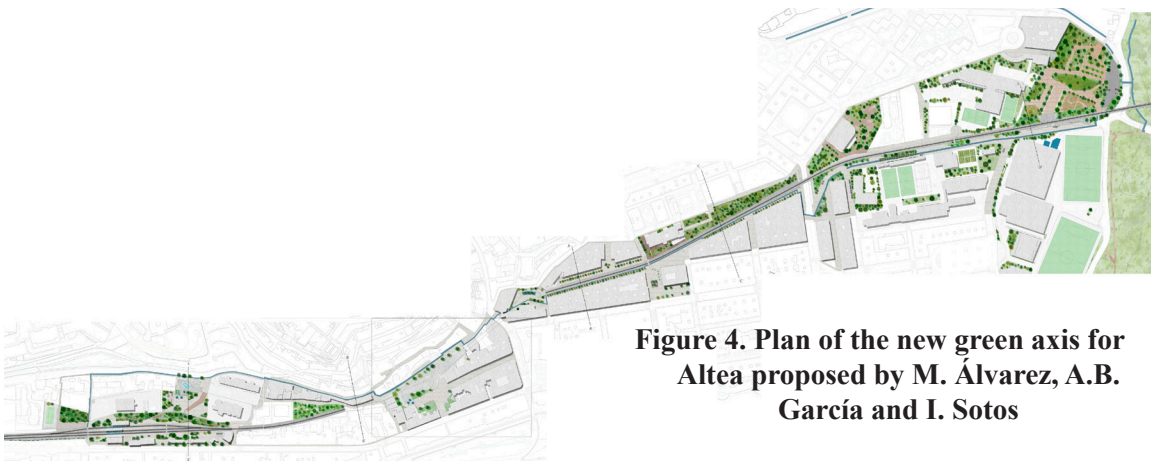 Figure 4. Plan of the new green axis for
Altea proposed by M. Álvarez, A.B.
García and I. Sotos